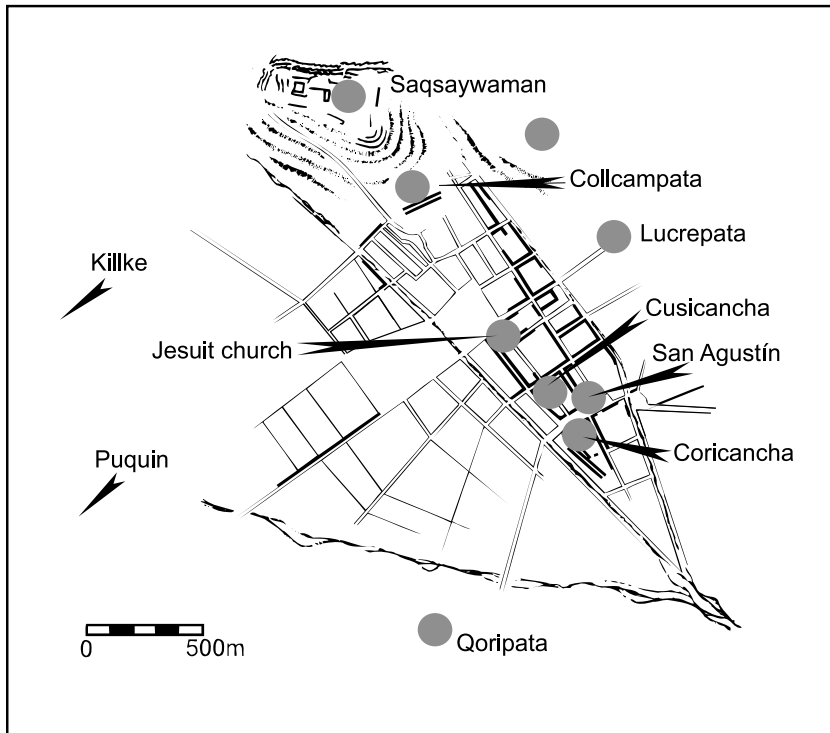 Saqsaywaman
Collcampata
Lucrepata
Killke
Cusicancha
Jesuit church
San Agustín
Coricancha
Puquin
Qoripata
0 500m